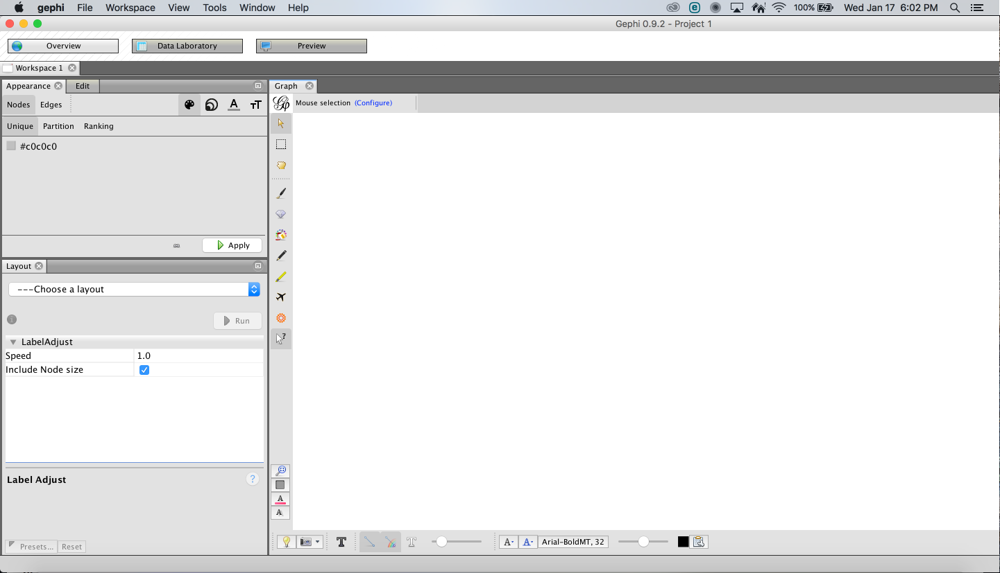 gephi File Workspace View Tools Window Help 100% Wed Jan 17 6:02 PM
Gephi 0.9.2 - Project 1
Overview Data Laboratory Preview
Workspace 1
Appearance Edit Graph
Nodes Edges A TT Mouse selection (Configure)
Unique Partition Ranking
#c0c0c0
Apply
Layout
---Choose a layout
Run
LabelAdjust
Speed 1.0
Include Node size
Label Adjust ?
A
A
Presets... Reset T T A- A- Arial-BoldMT, 32